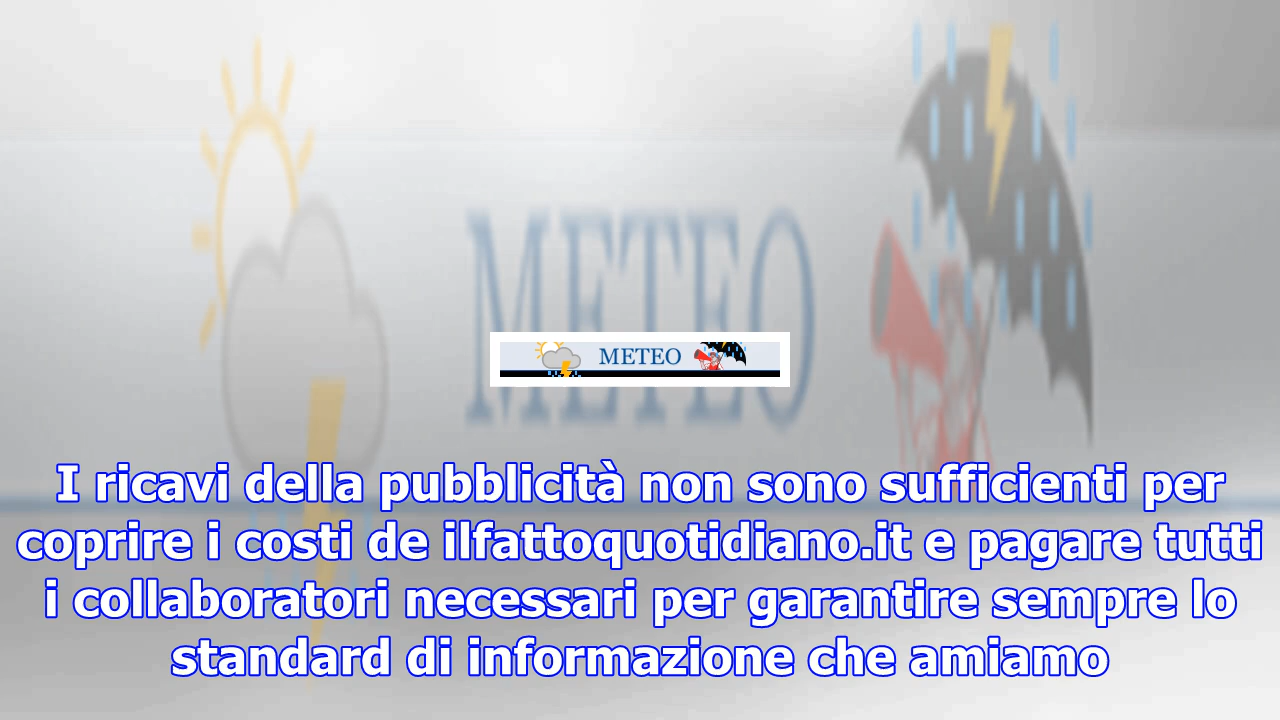 METEO
METEO
I ricavi della pubblicità non sono sufficienti per
coprire i costi de ilfattoquotidiano.it e pagare tutti
i collaboratori necessari per garantire sempre lo
standard di informazione che amiamo